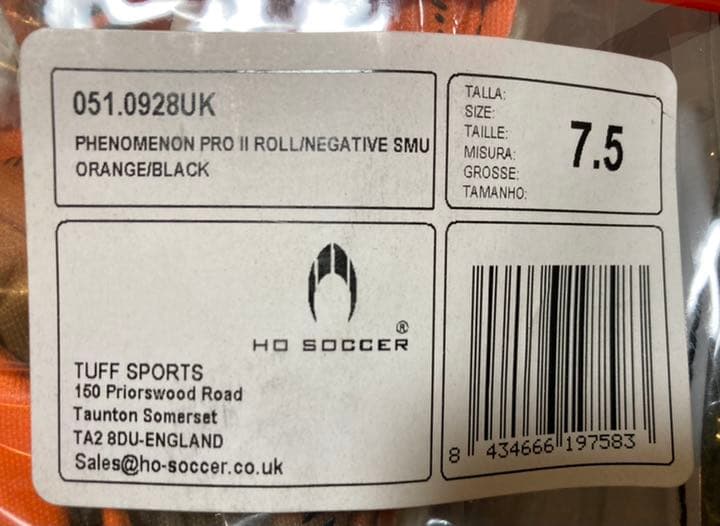 051.0928UK
PHENOMENON PRO II ROLL/NEGATIVE SMU
ORANGE/BLACK
TALLA:
SIZE:
TAILLE:
MISURA:
GROSSE:
TAMANHO:
7.5
HO SOCCER®
TUFF SPORTS
150 Priorswood Road
Taunton Somerset
TA2 8DU-ENGLAND
Sales@ho-soccer.co.uk
8 434666 197583